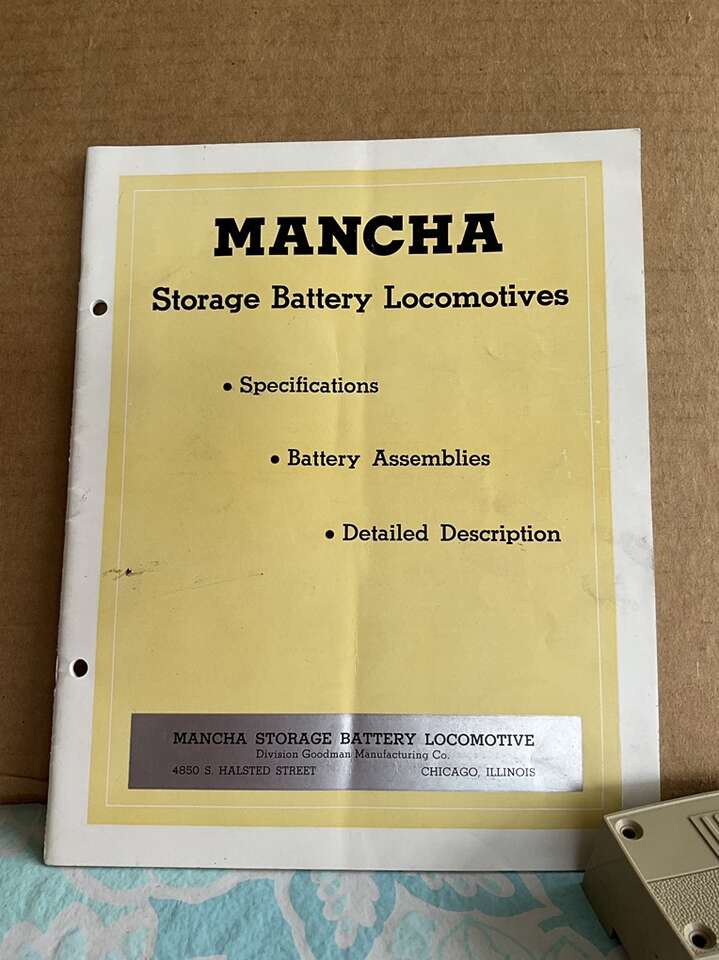 MANCHA
Storage Battery Locomotives
• Specifications
• Battery Assemblies
• Detailed Description
MANCHA STORAGE BATTERY LOCOMOTIVE
Division Goodman Manufacturing Co.
4850 S. HALSTED STREET CHICAGO, ILLINOIS